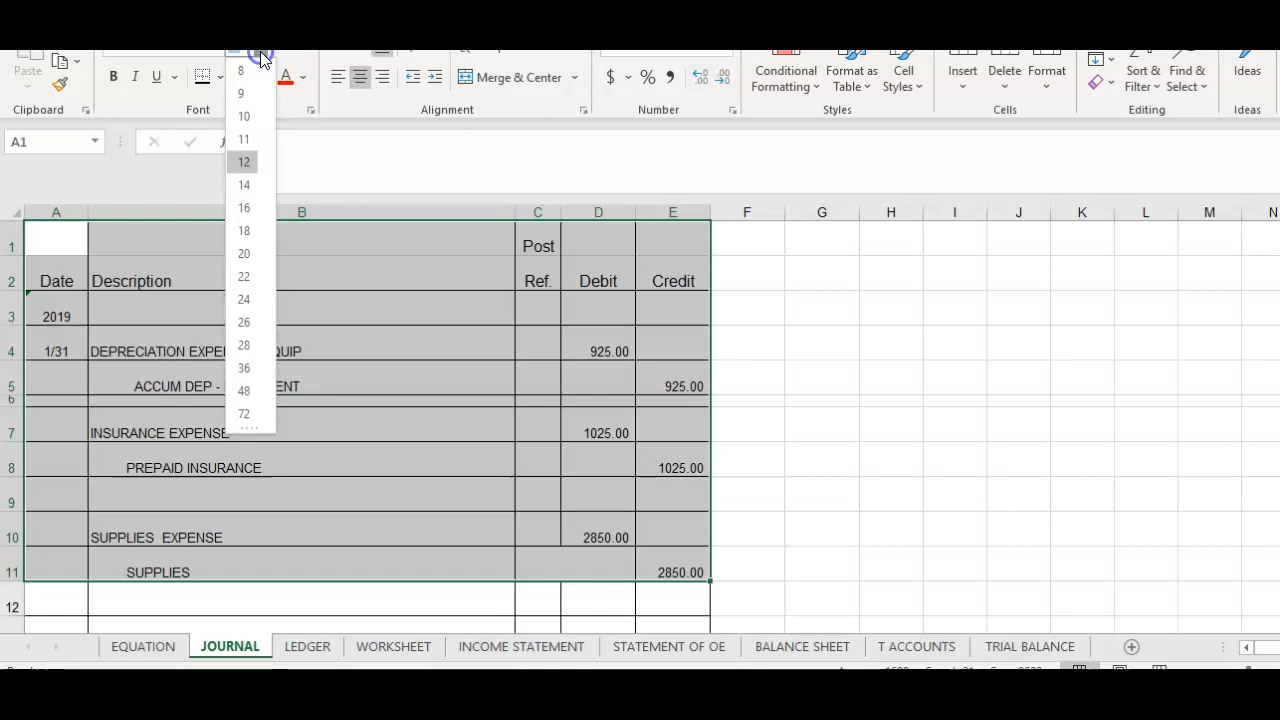 Paste
B I U A $ % Merge & Center
Conditional Formatting
Format as Table
Cell Styles
Insert Delete Format
Sort & Filter
Find & Select
Ideas
Clipboard Font Alignment Number Styles Cells Editing Ideas
8
9
10
11
12
14
16
18
20
22
24
26
28
36
48
72
A1
A B C D E F G H I J K L M N
1 Post
2 Date Description Ref. Debit Credit
3 2019
4 1/31 DEPRECIATION EXPE QUIP 925.00
5 ACCUM DEP - ENT 925.00
6
7 INSURANCE EXPENSE 1025.00
8 PREPAID INSURANCE 1025.00
9
10 SUPPLIES EXPENSE 2850.00
11 SUPPLIES 2850.00
12
EQUATION JOURNAL LEDGER WORKSHEET INCOME STATEMENT STATEMENT OF OE BALANCE SHEET T ACCOUNTS TRIAL BALANCE